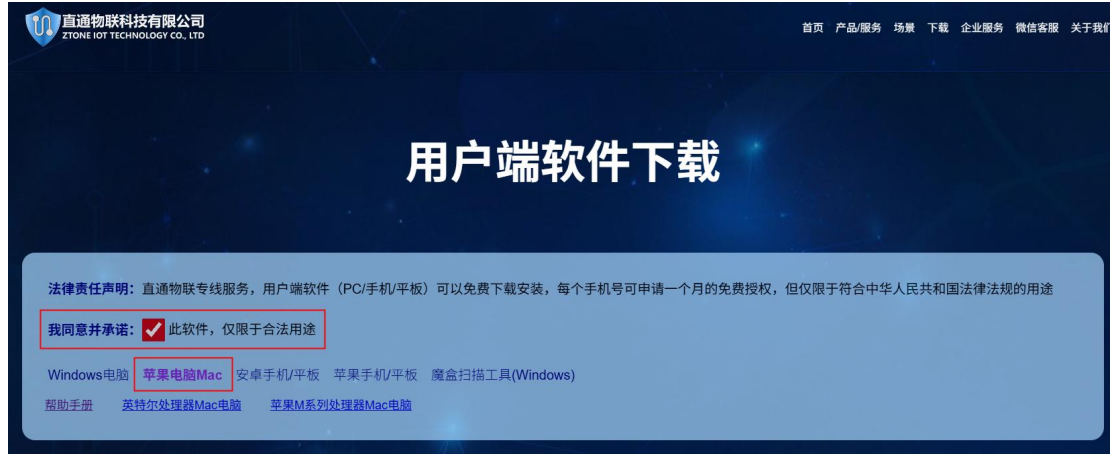 直通物联科技有限公司
ZTONE IOT TECHNOLOGY CO., LTD
首页 产品/服务 场景 下载 企业服务 微信客服 关于我们
用户端软件下载
法律责任声明：直通物联专线服务，用户端软件（PC/手机/平板）可以免费下载安装，每个手机号可申请一个月的免费授权，但仅限于符合中华人民共和国法律法规的用途
我同意并承诺： 此软件，仅限于合法用途
Windows电脑 苹果电脑Mac 安卓手机/平板 苹果手机/平板 魔盒扫描工具(Windows)
帮助手册 英特尔处理器Mac电脑 苹果M系列处理器Mac电脑